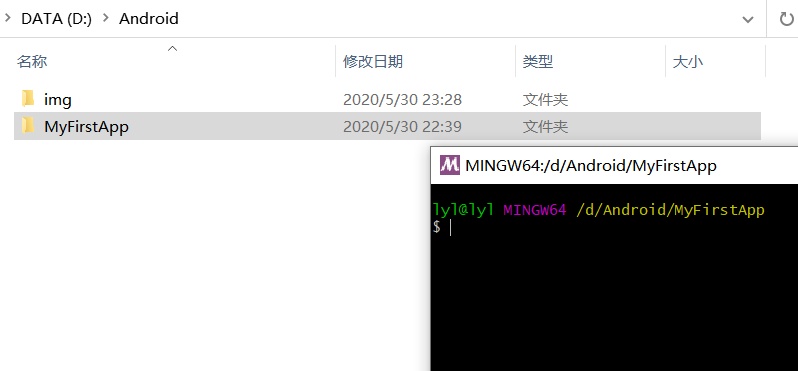 DATA (D:) Android
名称 修改日期 类型 大小
img 2020/5/30 23:28 文件夹
MyFirstApp 2020/5/30 22:39 文件夹
MINGW64:/d/Android/MyFirstApp
lyl@lyl MINGW64 /d/Android/MyFirstApp
$